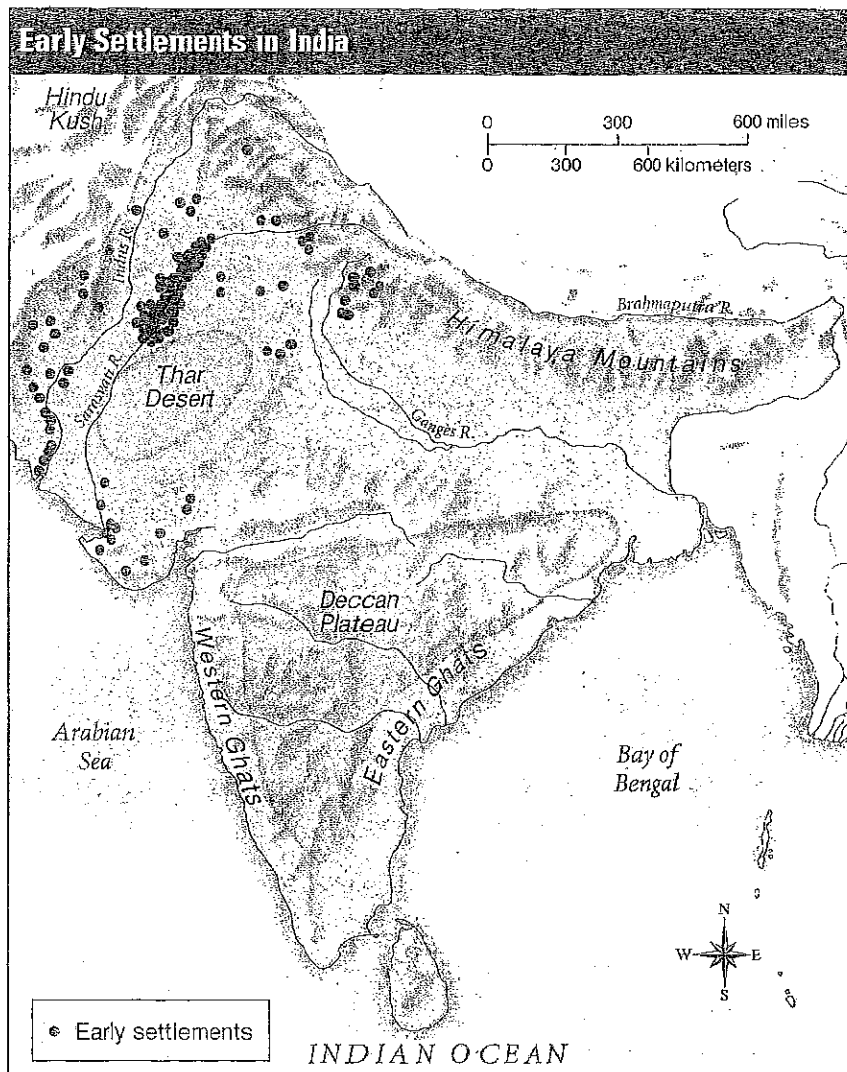 Early Settlements in India
Hindu
Kush
0 300 600 miles
0 300 600 kilometers
Indus R.
Brahmaputra R.
Himalaya Mountains
Saraswati R.
Thar
Desert
Ganges R.
Deccan
Plateau
Western Ghats
Eastern Ghats
Arabian
Sea
Bay of
Bengal
N
W E
S
Early settlements
INDIAN OCEAN